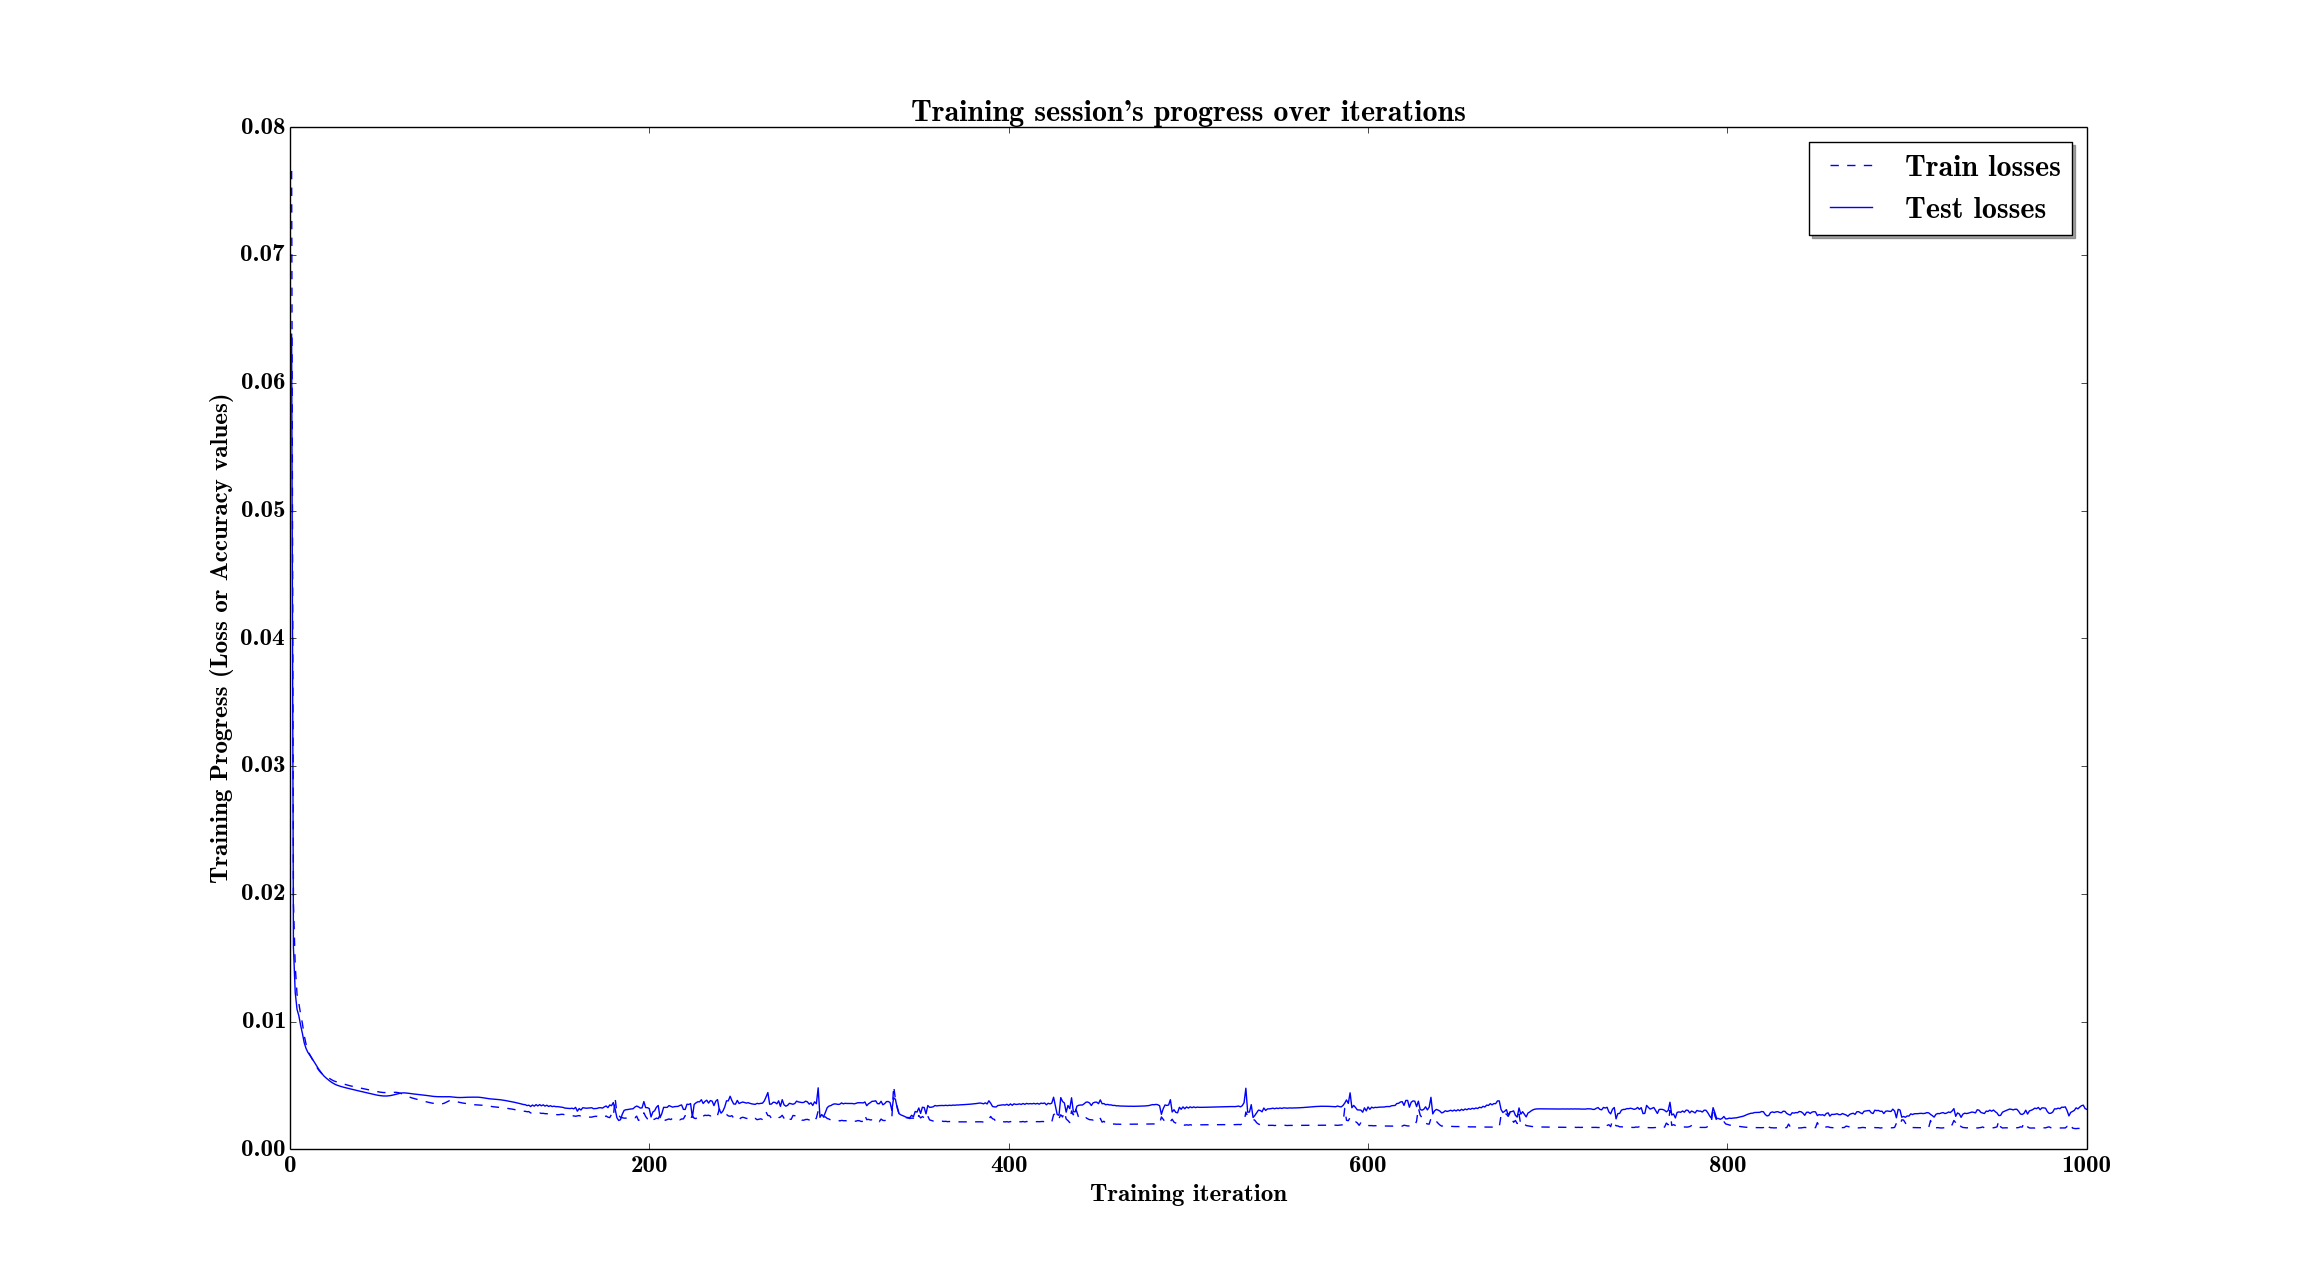 Training session's progress over iterations
0.08
0.07
0.06
0.05
0.04
0.03
0.02
0.01
0.00
Training Progress (Loss or Accuracy values)
Train losses
Test losses
0 200 400 600 800 1000
Training iteration